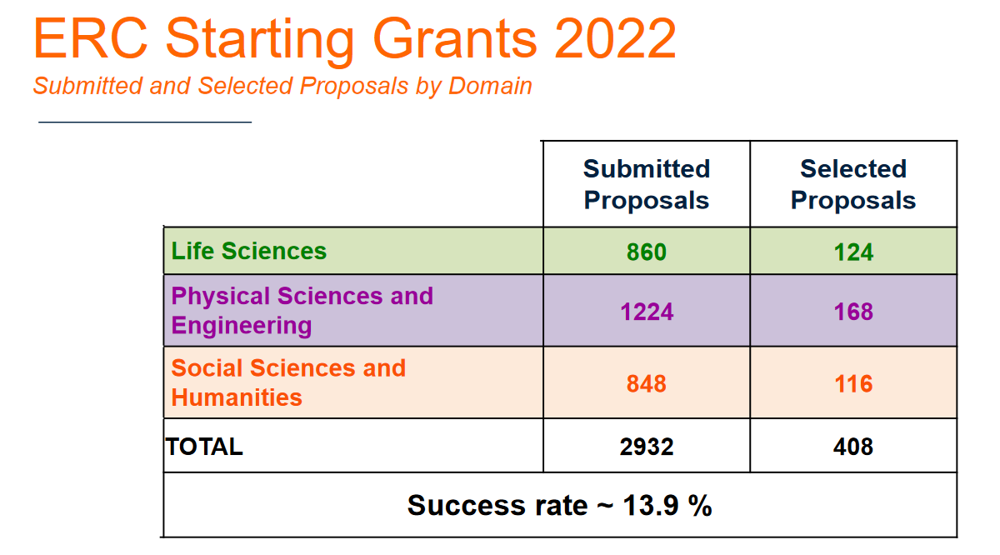 ERC Starting Grants 2022
Submitted and Selected Proposals by Domain
Submitted Selected
Proposals Proposals
Life Sciences 860 124
Physical Sciences and
Engineering 1224 168
Social Sciences and
Humanities 848 116
TOTAL 2932 408
Success rate ~ 13.9 %